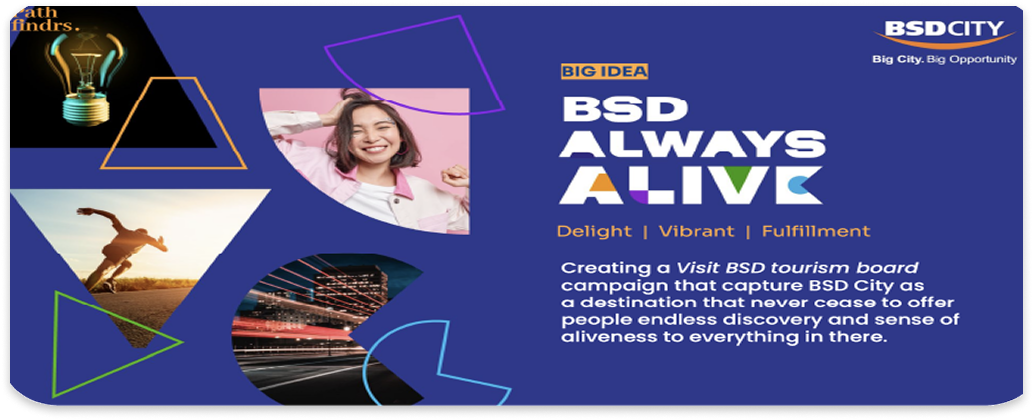 Path
findrs.
BSDCITY
Big City. Big Opportunity
BIG IDEA
BSD
ALWAYS
ALIVE
Delight | Vibrant | Fulfillment
Creating a Visit BSD tourism board
campaign that capture BSD City as
a destination that never cease to offer
people endless discovery and sense of
aliveness to everything in there.